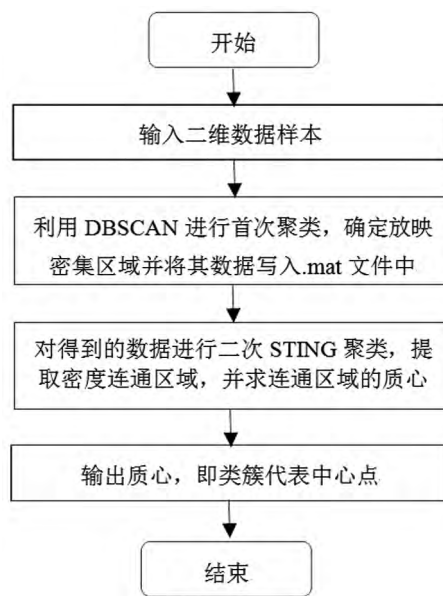 开始
输入二维数据样本
利用 DBSCAN 进行首次聚类，确定放映
密集区域并将其数据写入.mat 文件中
对得到的数据进行二次 STING 聚类，提
取密度连通区域，并求连通区域的质心
输出质心，即类簇代表中心点
结束